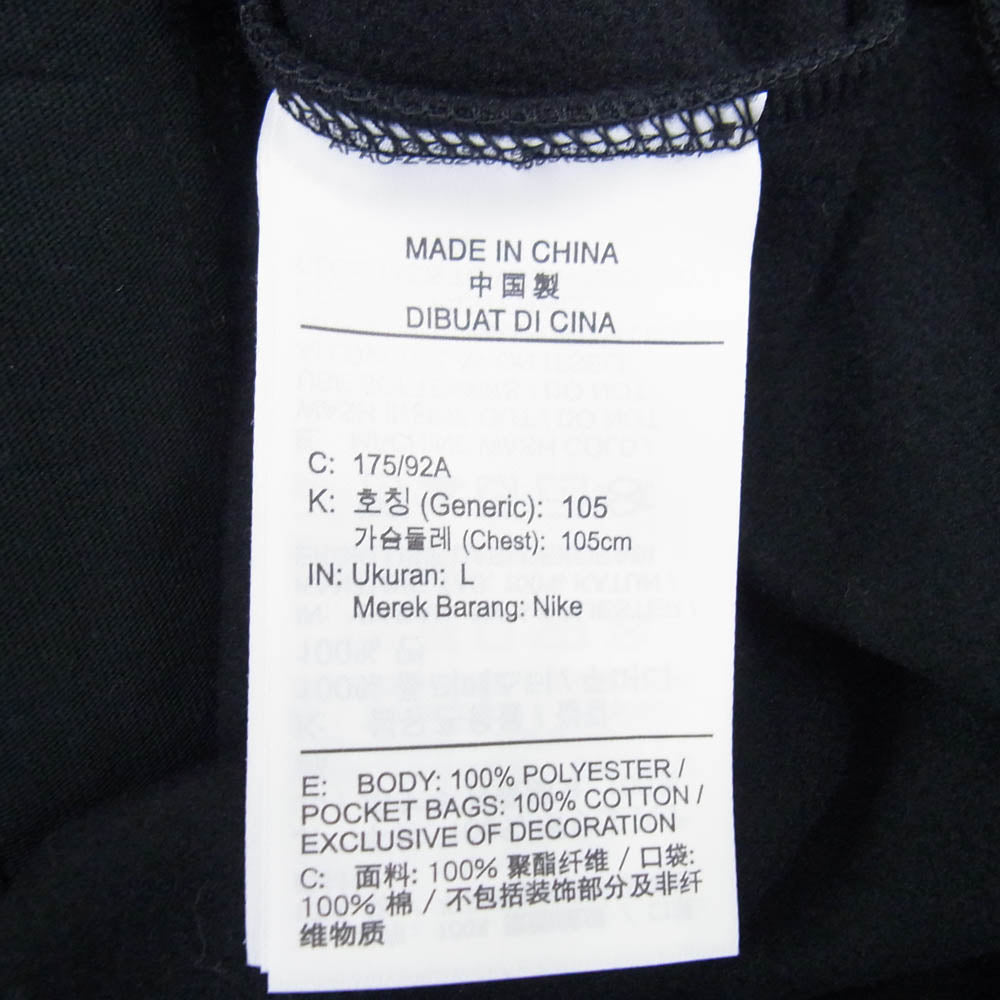 MADE IN CHINA
中国製
DIBUAT DI CINA
C: 175/92A
K: 호칭 (Generic): 105
가슴둘레 (Chest): 105cm
IN: Ukuran: L
Merek Barang: Nike
E: BODY: 100% POLYESTER /
POCKET BAGS: 100% COTTON /
EXCLUSIVE OF DECORATION
C: 面料: 100% 聚酯纤维 / 口袋:
100% 棉 / 不包括装饰部分及非纤
维物质